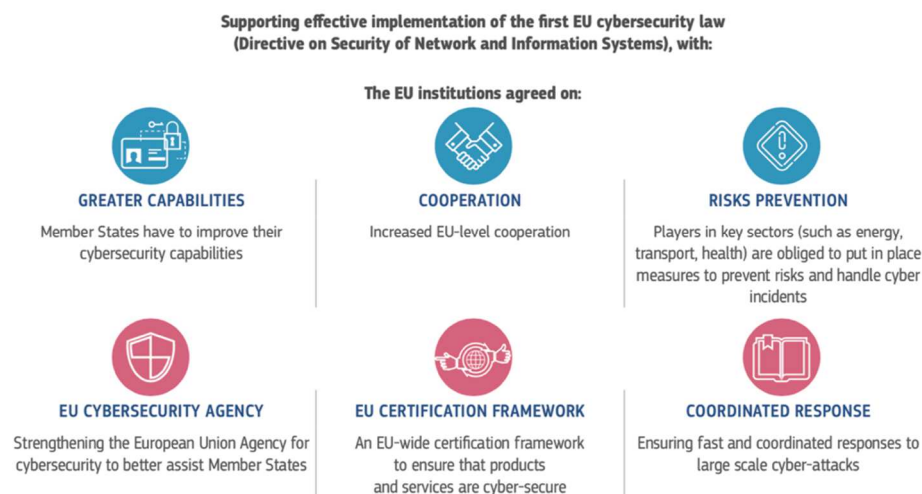 Supporting effective implementation of the first EU cybersecurity law
(Directive on Security of Network and Information Systems), with:
The EU institutions agreed on:
GREATER CAPABILITIES
Member States have to improve their
cybersecurity capabilities
COOPERATION
Increased EU-level cooperation
RISKS PREVENTION
Players in key sectors (such as energy,
transport, health) are obliged to put in place
measures to prevent risks and handle cyber
incidents
EU CYBERSECURITY AGENCY
Strengthening the European Union Agency for
cybersecurity to better assist Member States
EU CERTIFICATION FRAMEWORK
An EU-wide certification framework
to ensure that products
and services are cyber-secure
COORDINATED RESPONSE
Ensuring fast and coordinated responses to
large scale cyber-attacks